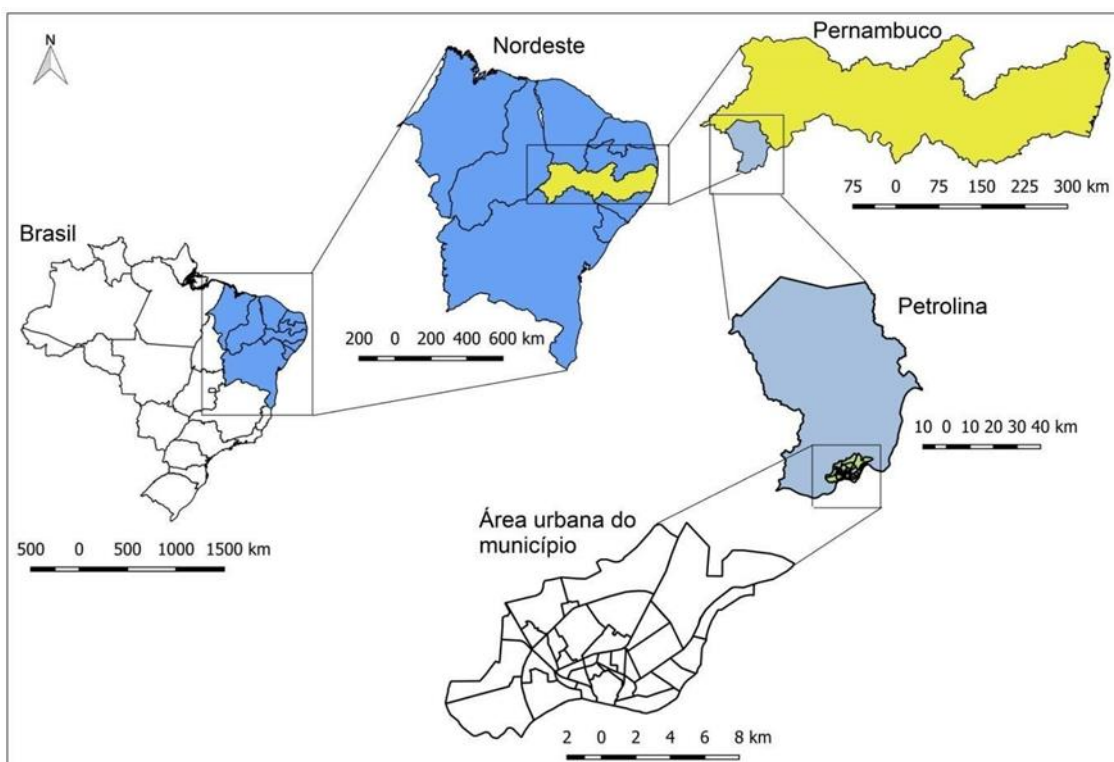 N
Nordeste
Pernambuco
75 0 75 150 225 300 km
Brasil
200 0 200 400 600 km
Petrolina
10 0 10 20 30 40 km
500 0 500 1000 1500 km
Área urbana do
município
2 0 2 4 6 8 km